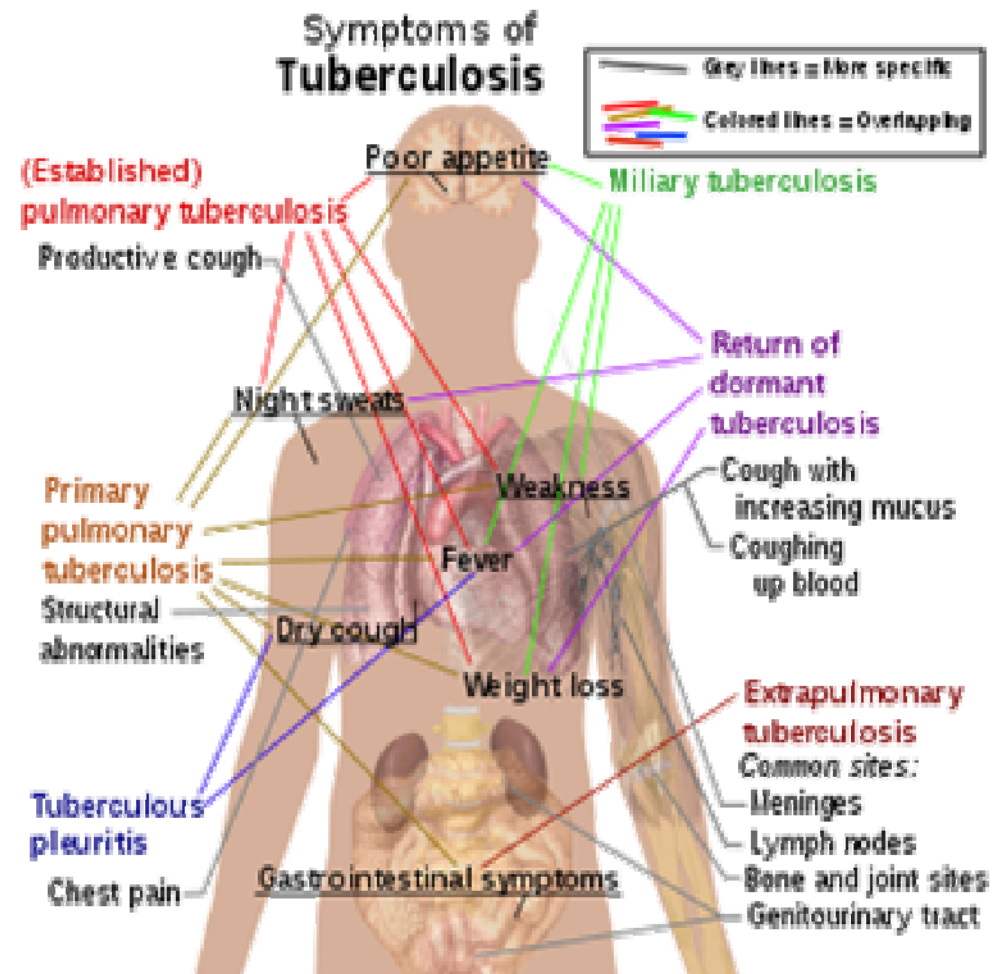 Symptoms of
Tuberculosis
Grey lines = More specific
Colored lines = Overlapping
Poor appetite
(Established)
pulmonary tuberculosis
Miliary tuberculosis
Productive cough
Return of
dormant
tuberculosis
Night sweats
Cough with
increasing mucus
Weakness
Primary
pulmonary
tuberculosis
Coughing
up blood
Fever
Structural
abnormalities
Dry cough
Weight loss
Extrapulmonary
tuberculosis
Common sites:
Meninges
Lymph nodes
Bone and joint sites
Genitourinary tract
Tuberculous
pleuritis
Chest pain
Gastrointestinal symptoms